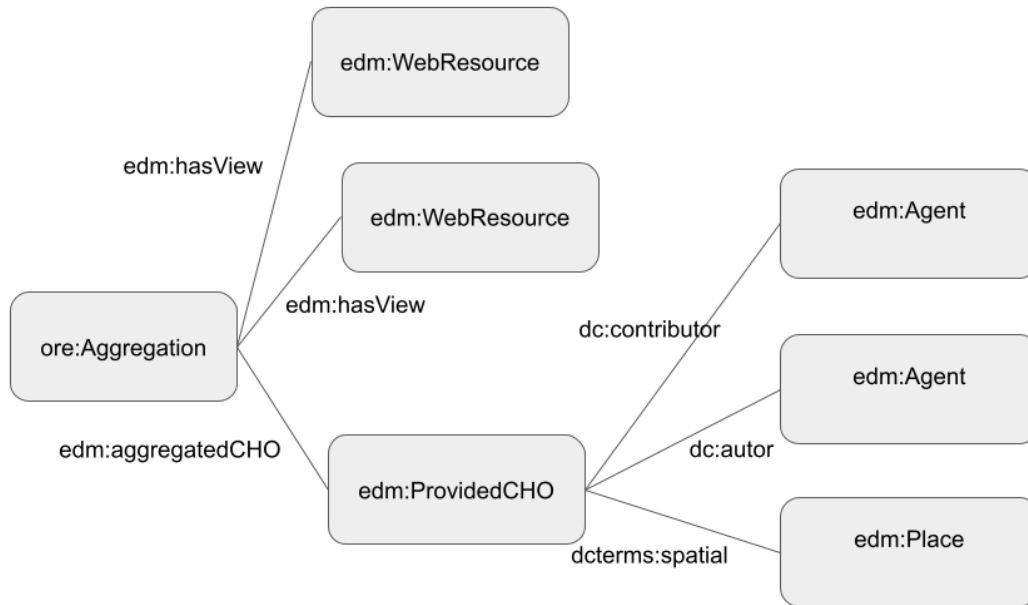 edm:WebResource
edm:hasView
edm:WebResource
edm:Agent
edm:hasView
dc:contributor
ore:Aggregation
edm:Agent
edm:aggregatedCHO
dc:autor
edm:ProvidedCHO
edm:Place
dcterms:spatial